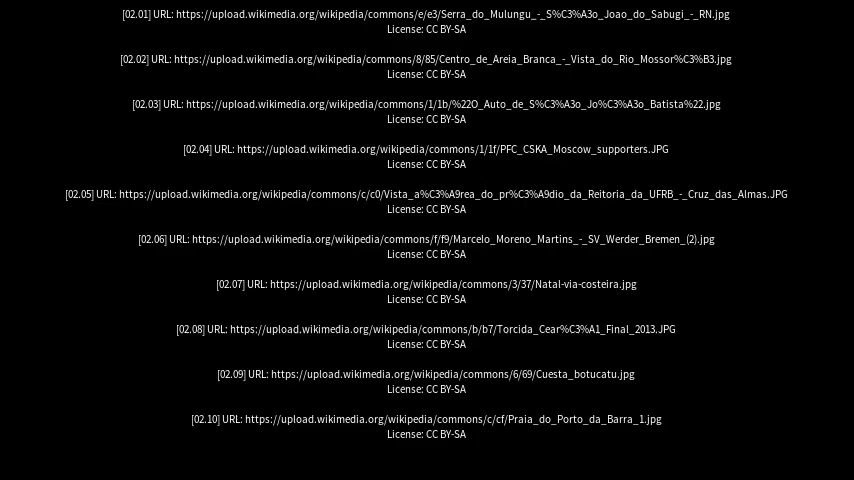 [02.01] URL: https://upload.wikimedia.org/wikipedia/commons/e/e3/Serra_do_Mulungu_-_S%C3%A3o_Joao_do_Sabugi_-_RN.jpg
License: CC BY-SA
[02.02] URL: https://upload.wikimedia.org/wikipedia/commons/8/85/Centro_de_Areia_Branca_-_Vista_do_Rio_Mossor%C3%B3.jpg
License: CC BY-SA
[02.03] URL: https://upload.wikimedia.org/wikipedia/commons/1/1b/%22O_Auto_de_S%C3%A3o_Jo%C3%A3o_Batista%22.jpg
License: CC BY-SA
[02.04] URL: https://upload.wikimedia.org/wikipedia/commons/1/1f/PFC_CSKA_Moscow_supporters.JPG
License: CC BY-SA
[02.05] URL: https://upload.wikimedia.org/wikipedia/commons/c/c0/Vista_a%C3%A9rea_do_pr%C3%A9dio_da_Reitoria_da_UFRB_-_Cruz_das_Almas.JPG
License: CC BY-SA
[02.06] URL: https://upload.wikimedia.org/wikipedia/commons/f/f9/Marcelo_Moreno_Martins_-_SV_Werder_Bremen_(2).jpg
License: CC BY-SA
[02.07] URL: https://upload.wikimedia.org/wikipedia/commons/3/37/Natal-via-costeira.jpg
License: CC BY-SA
[02.08] URL: https://upload.wikimedia.org/wikipedia/commons/b/b7/Torcida_Cear%C3%A1_Final_2013.JPG
License: CC BY-SA
[02.09] URL: https://upload.wikimedia.org/wikipedia/commons/6/69/Cuesta_botucatu.jpg
License: CC BY-SA
[02.10] URL: https://upload.wikimedia.org/wikipedia/commons/c/cf/Praia_do_Porto_da_Barra_1.jpg
License: CC BY-SA